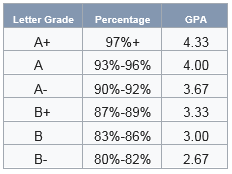 Letter Grade Percentage GPA
A+ 97%+ 4.33
A 93%-96% 4.00
A- 90%-92% 3.67
B+ 87%-89% 3.33
B 83%-86% 3.00
B- 80%-82% 2.67